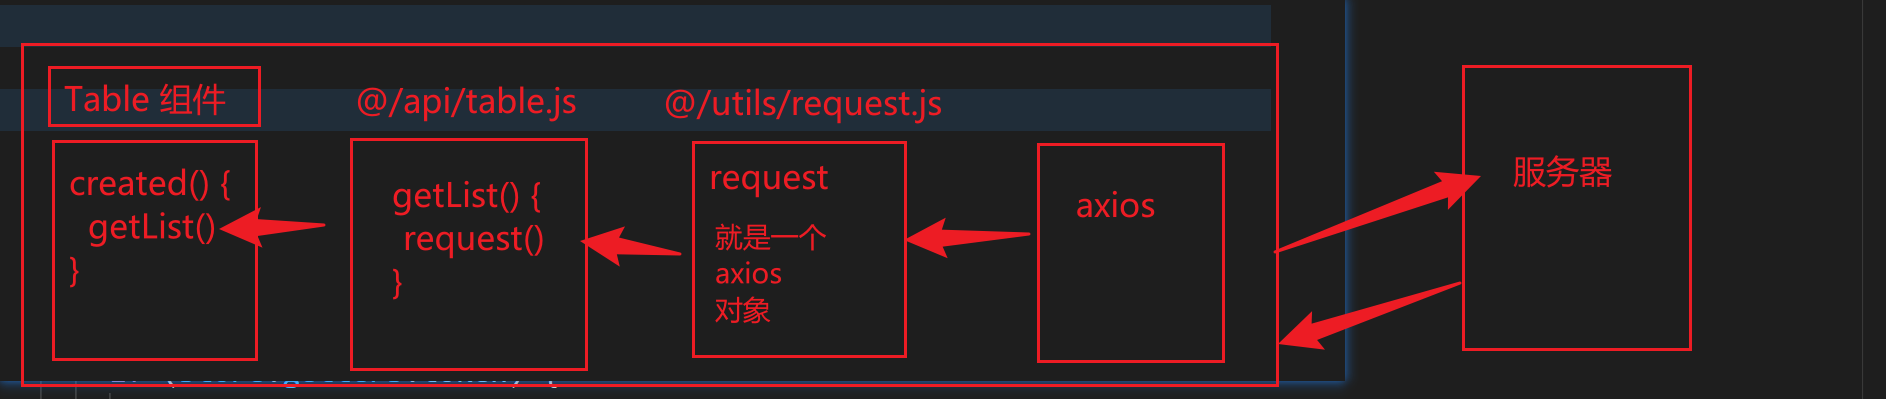 Table 组件
@/api/table.js
@/utils/request.js
created() {
getList()
}
getList() {
request()
}
request
就是一个
axios
对象
axios
服务器